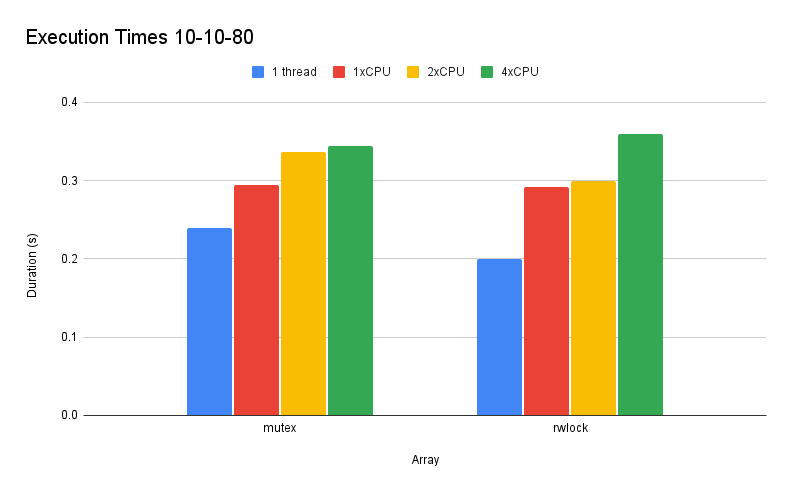 Execution Times 10-10-80
1 thread 1xCPU 2xCPU 4xCPU
0.4
0.3
0.2
0.1
0.0
Duration (s)
mutex rwlock
Array